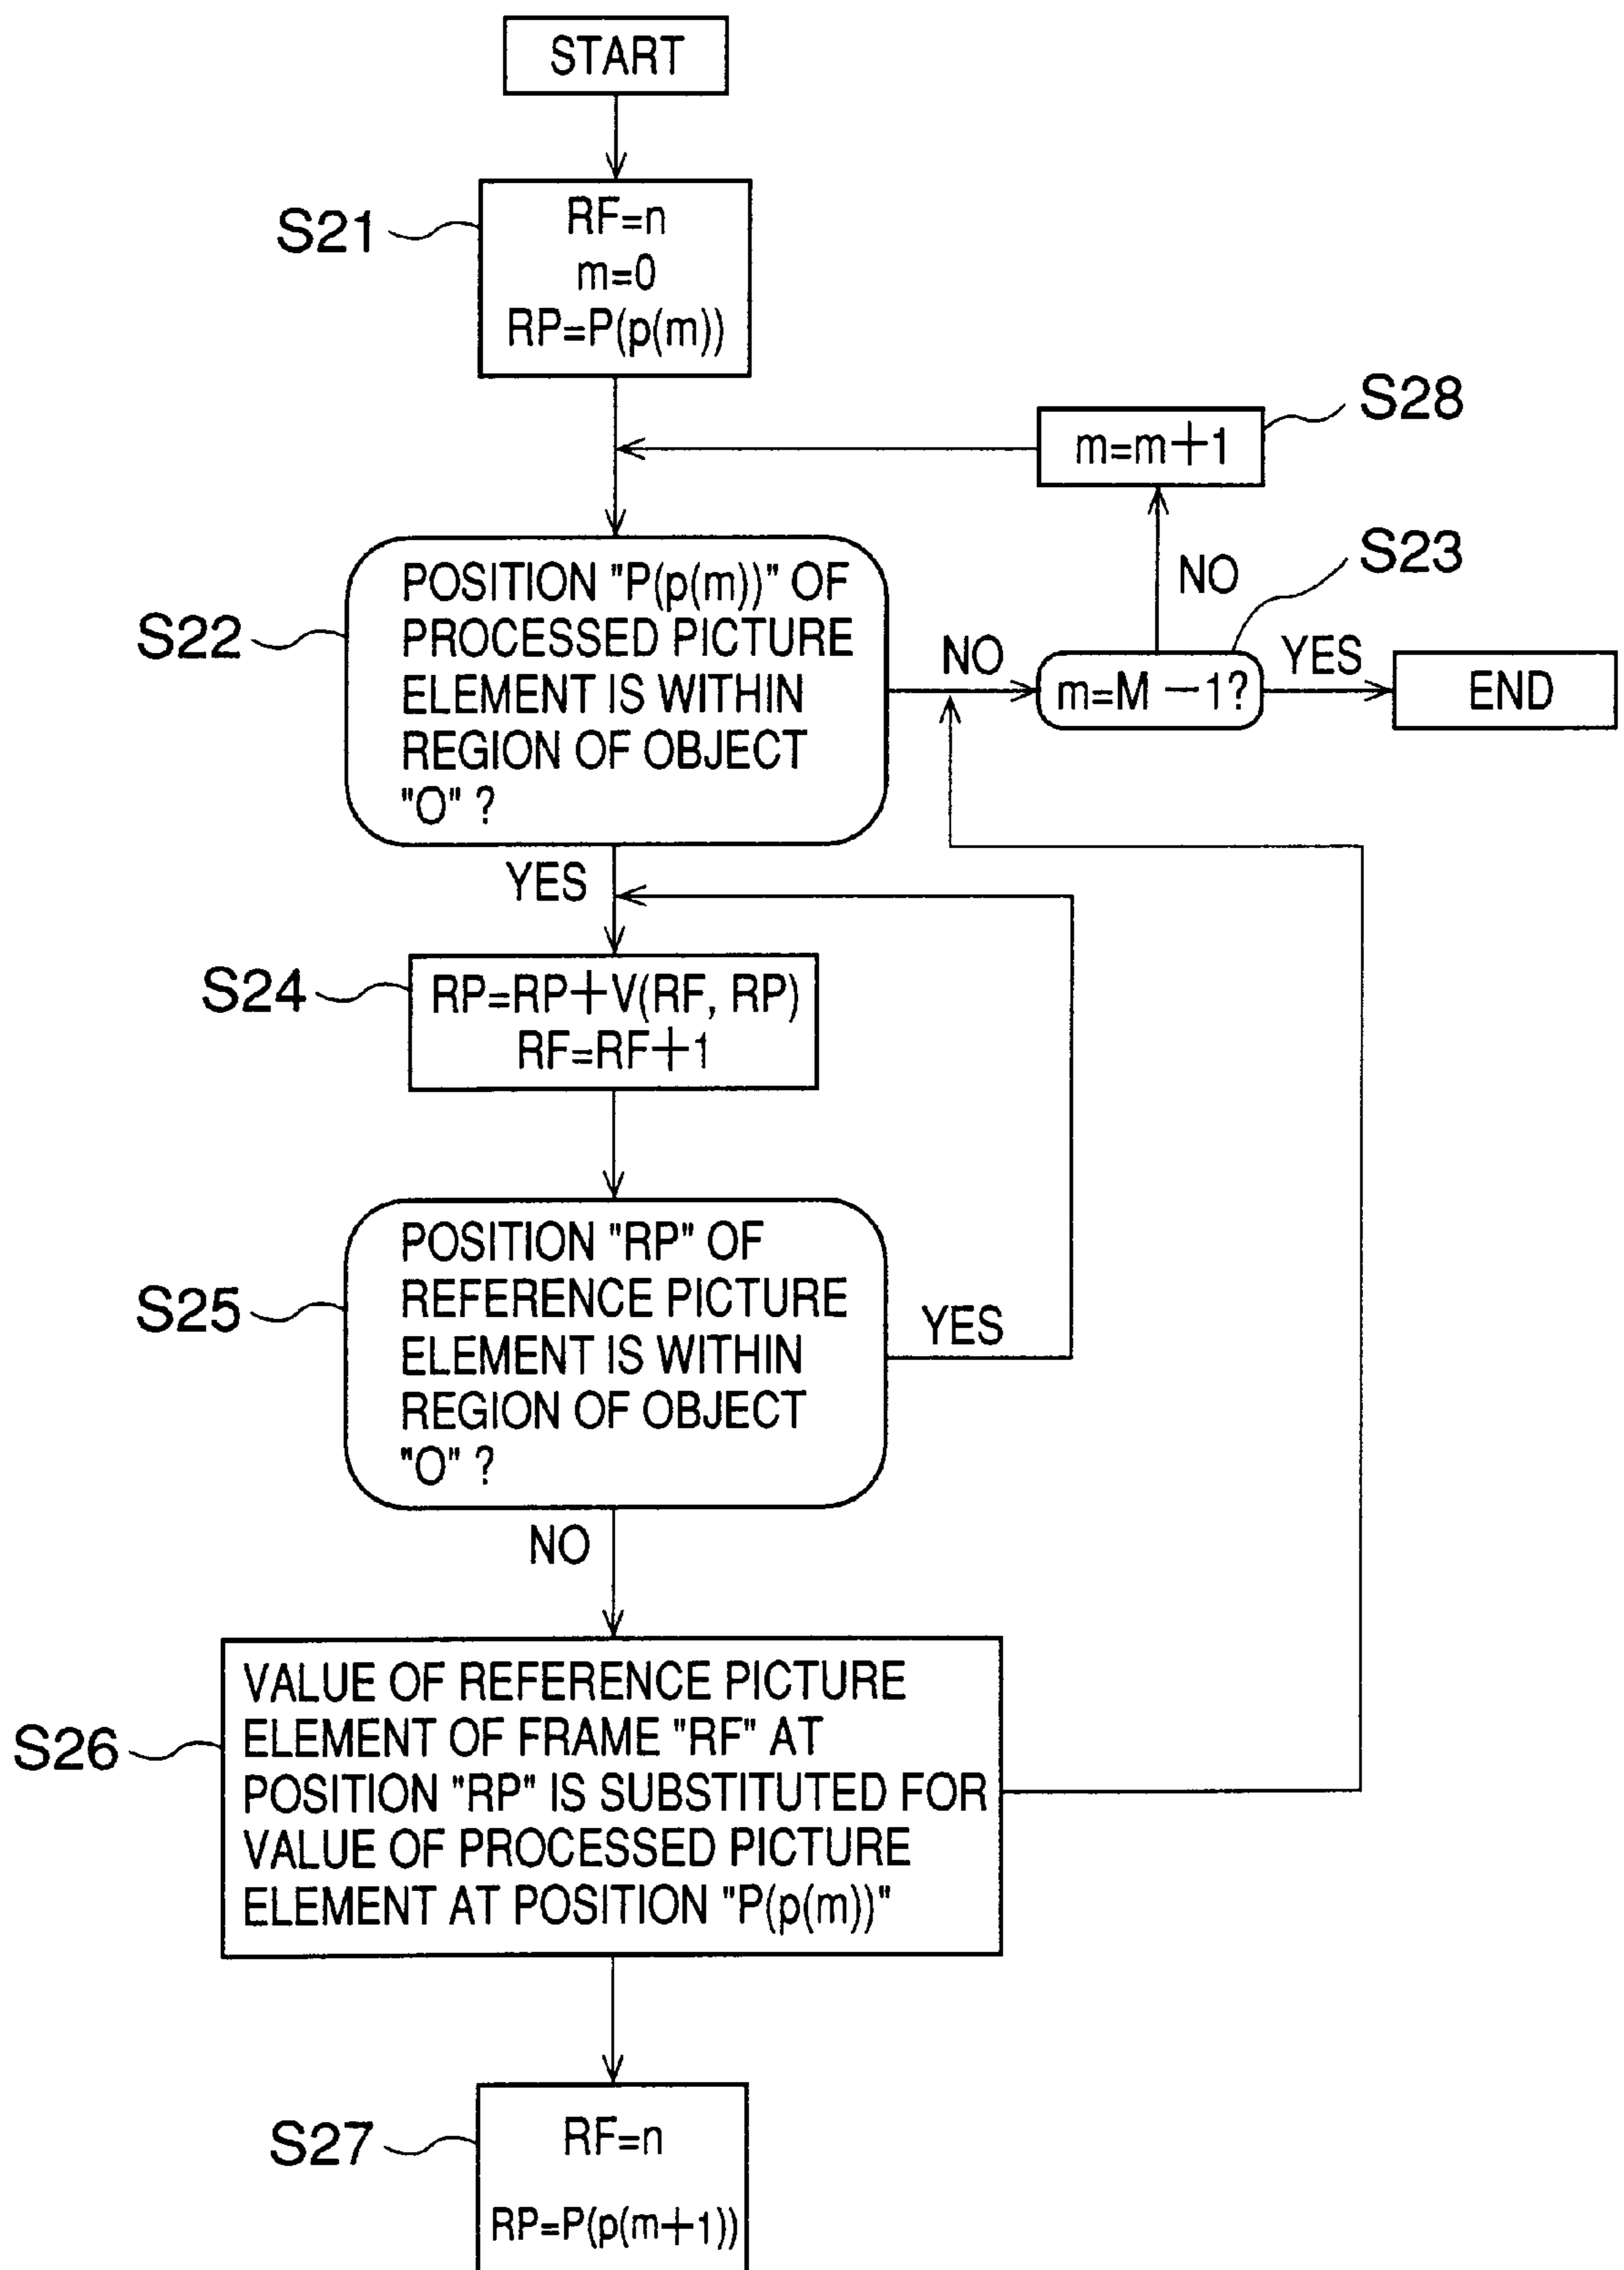 START
S21
RF=n
m=0
RP=P(p(m))
S28
m=m+1
S22
POSITION "P(p(m))" OF
PROCESSED PICTURE
ELEMENT IS WITHIN
REGION OF OBJECT
"O" ?
NO
S23
NO
m=M-1?
YES
END
YES
S24
RP=RP+V(RF, RP)
RF=RF+1
S25
POSITION "RP" OF
REFERENCE PICTURE
ELEMENT IS WITHIN
REGION OF OBJECT
"O" ?
YES
NO
S26
VALUE OF REFERENCE PICTURE
ELEMENT OF FRAME "RF" AT
POSITION "RP" IS SUBSTITUTED FOR
VALUE OF PROCESSED PICTURE
ELEMENT AT POSITION "P(p(m))"
S27
RF=n
RP=P(p(m+1))